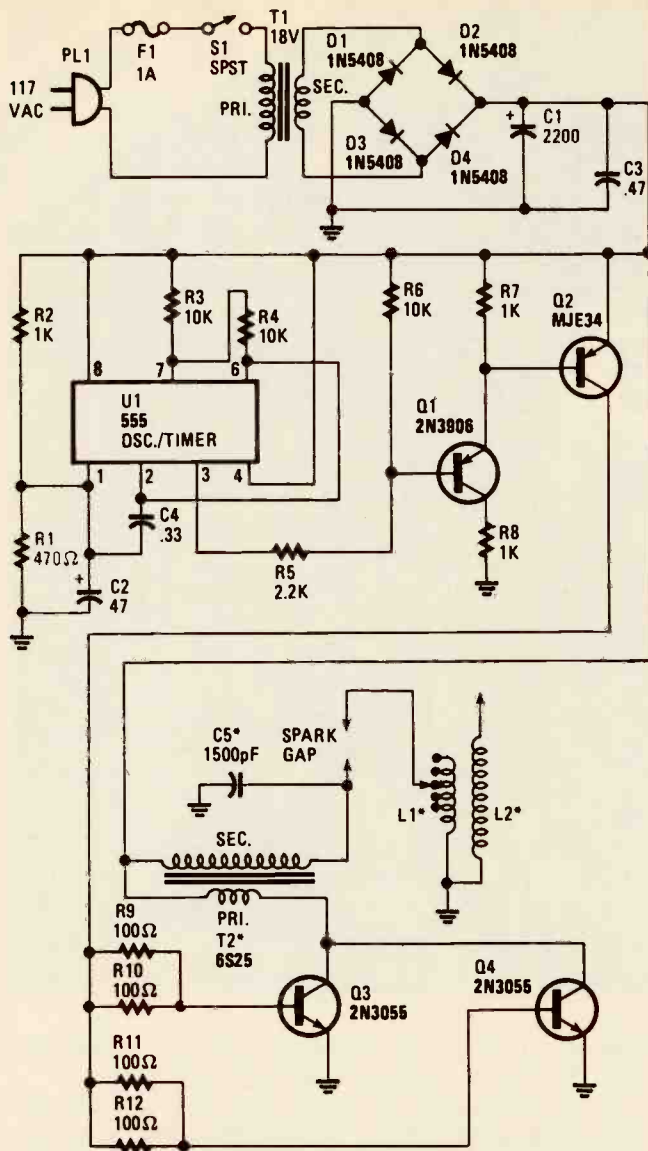 T1
18V
PL1
F1
1A
S1
SPST
117
VAC
PRI.
SEC.
D1
1N5408
D2
1N5408
D3
1N5408
D4
1N5408
+
C1
2200
C3
.47
R2
1K
R3
10K
R4
10K
R6
10K
R7
1K
Q2
MJE34
8
7
6
U1
555
OSC./TIMER
1
2
3
4
Q1
2N3906
R1
470Ω
C4
.33
R8
1K
+
C2
47
R5
2.2K
C5*
1500pF
SPARK
GAP
L1*
L2*
SEC.
PRI.
T2*
6S25
R9
100Ω
R10
100Ω
Q3
2N3055
Q4
2N3055
R11
100Ω
R12
100Ω